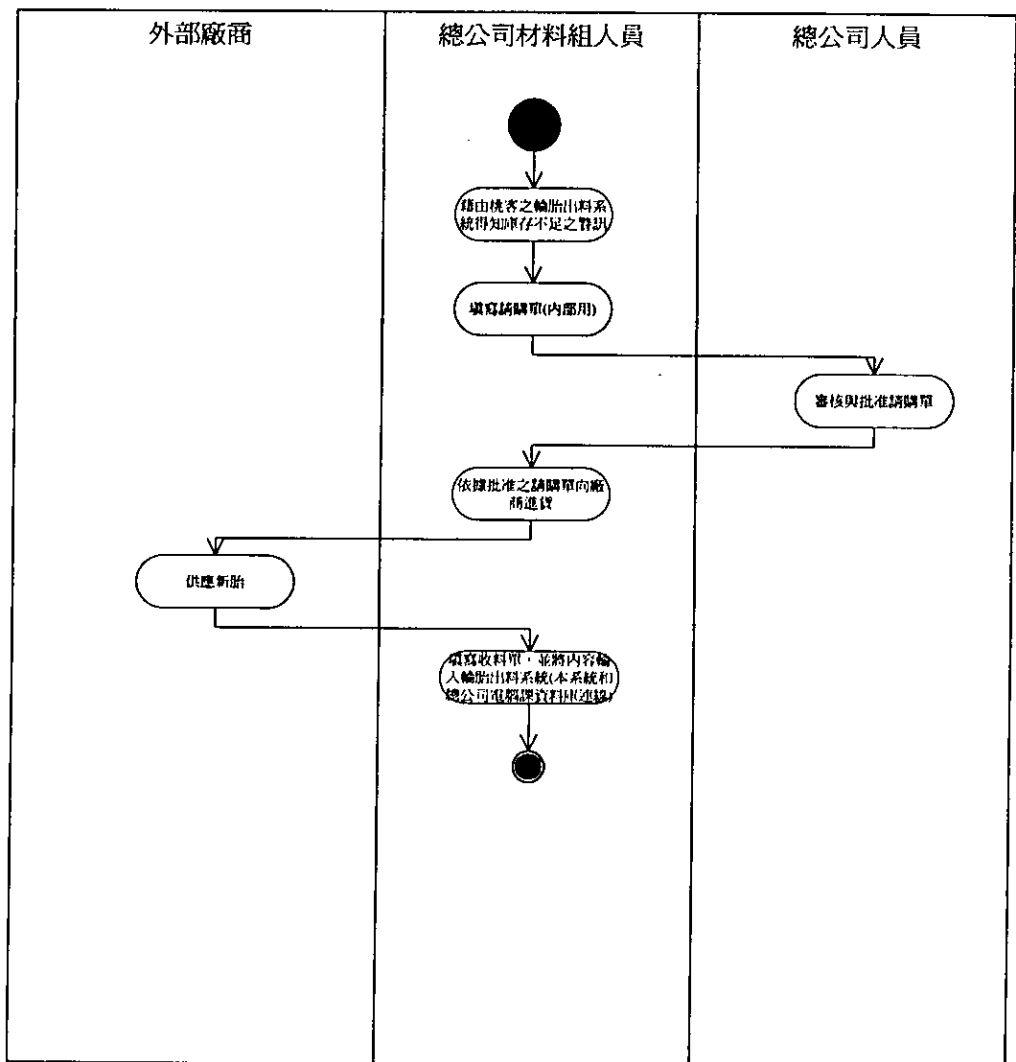 外部廠商
總公司材料組人員
總公司人員
藉由桃客之輪胎出料系
統得知庫存不足之警訊
填寫請購單(內部用)
審核與批准請購單
依據批准之請購單向廠
商進貨
供應新胎
填寫收料單，並將內容輸
入輪胎出料系統(本系統和
總公司電腦課資料庫連線)